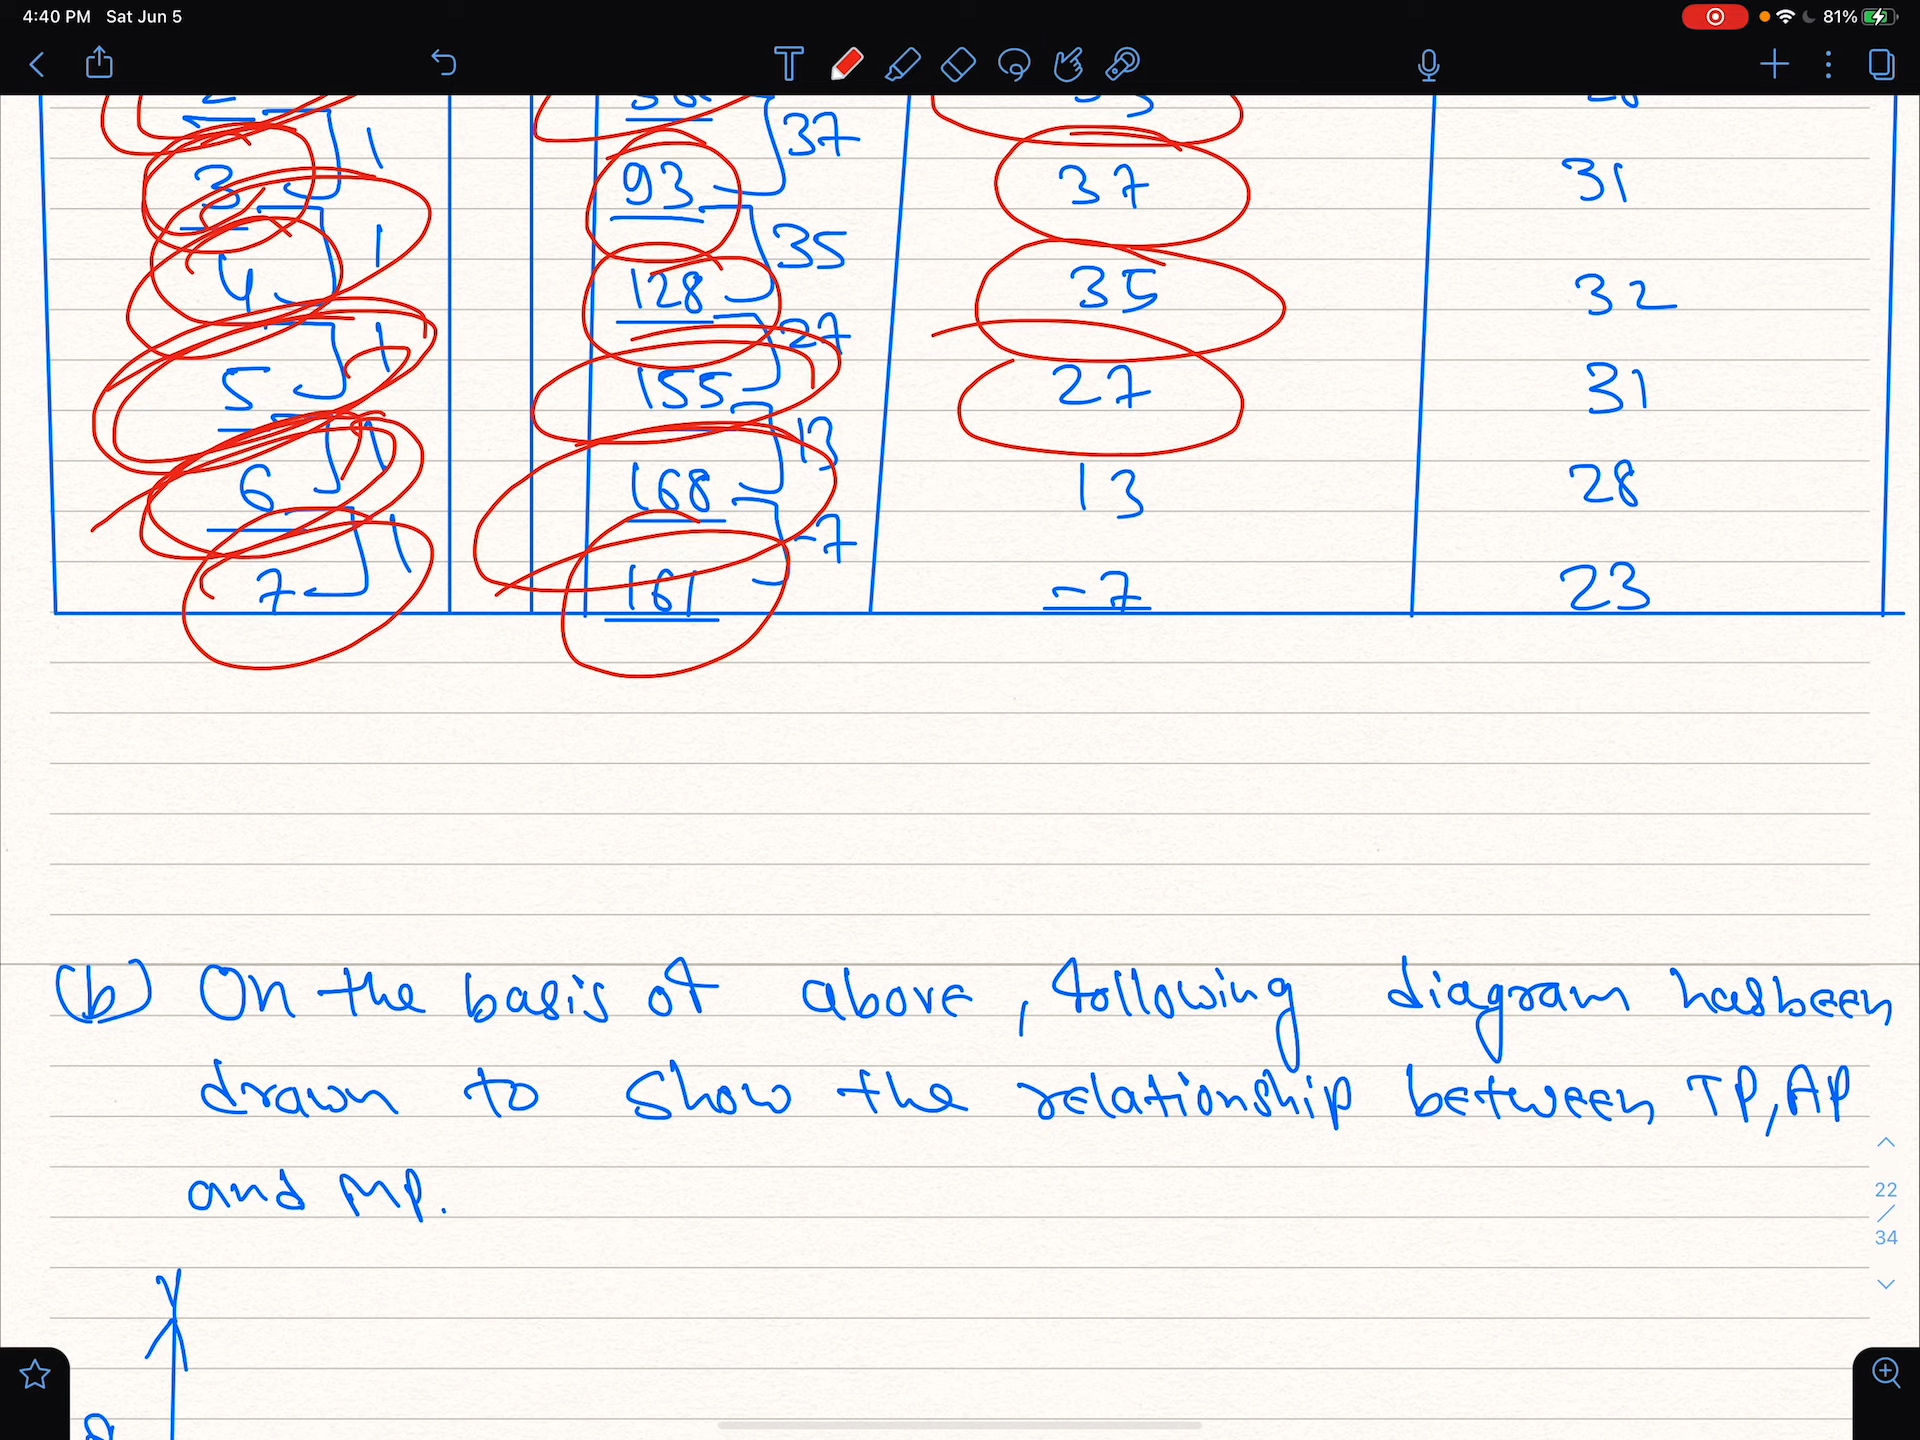 4:40 PM Sat Jun 5 81%
T
37
3 1 93 37 31
35
4 1 128 35 32
27
5 1 155 27 31
13
6 1 168 13 28
-7
7 1 161 -7 23
(b) On the basis of above, following diagram has been
drawn to show the relationship between TP, AP
and MP.
22
/
34
Y